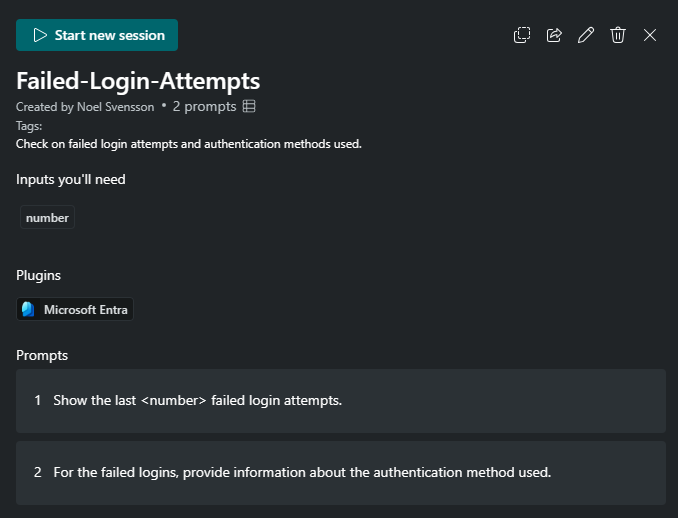 Start new session
Failed-Login-Attempts
Created by Noel Svensson • 2 prompts
Tags:
Check on failed login attempts and authentication methods used.
Inputs you'll need
number
Plugins
Microsoft Entra
Prompts
1 Show the last <number> failed login attempts.
2 For the failed logins, provide information about the authentication method used.